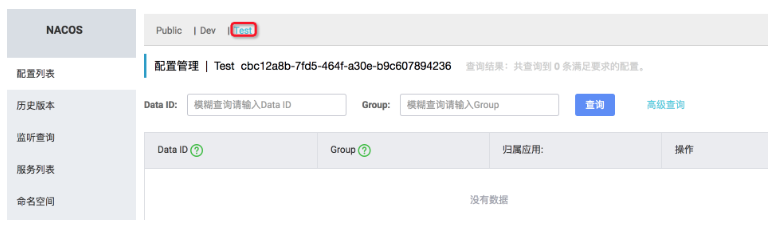 NACOS
Public | Dev | Test
配置管理 | Test cbc12a8b-7fd5-464f-a30e-b9c607894236 查询结果：共查询到 0 条满足要求的配置。
配置列表
历史版本
监听查询
服务列表
命名空间
Data ID: 模糊查询请输入Data ID Group: 模糊查询请输入Group 查询 高级查询
Data ID ? Group ? 归属应用: 操作
没有数据